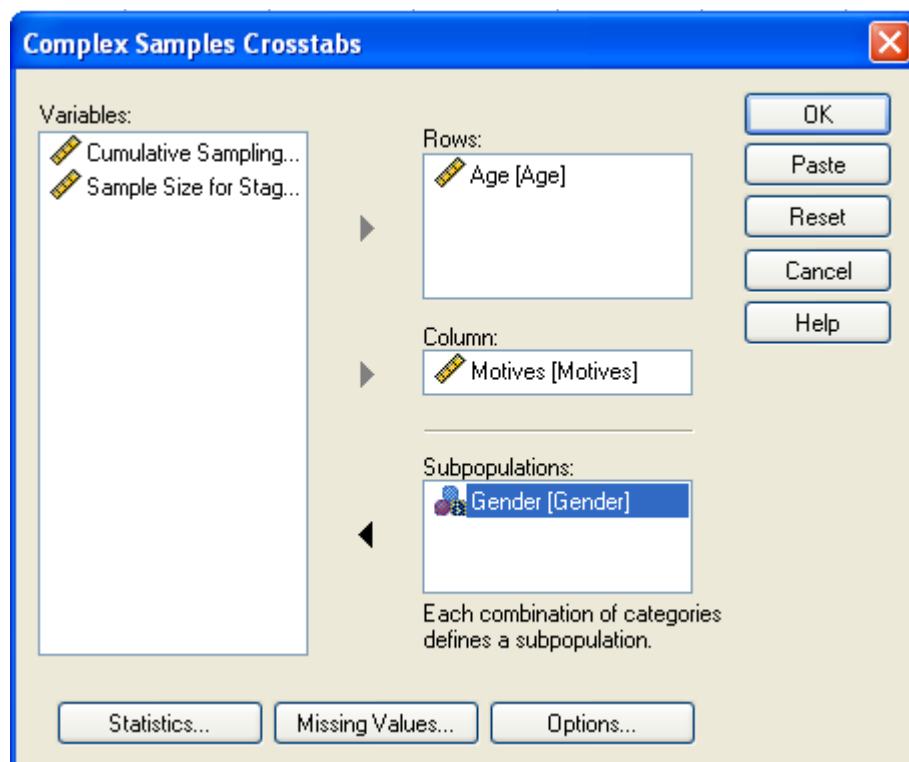 Complex Samples Crosstabs
Variables:
Cumulative Sampling...
Sample Size for Stag...
Rows:
Age [Age]
Column:
Motives [Motives]
Subpopulations:
Gender [Gender]
Each combination of categories
defines a subpopulation.
OK
Paste
Reset
Cancel
Help
Statistics...
Missing Values...
Options...